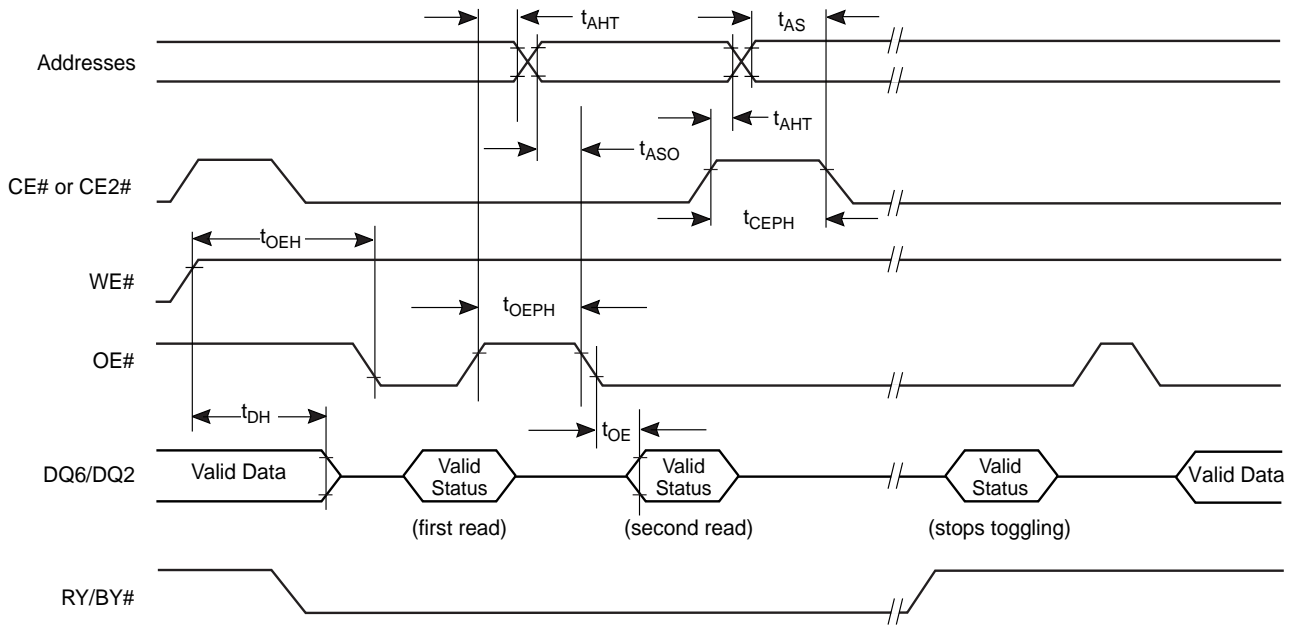 tAHT
tAS
Addresses
tAHT
tASO
CE# or CE2#
tCEPH
tOEH
WE#
tOEPH
OE#
tDH
tOE
DQ6/DQ2
Valid Data
Valid
Status
Valid
Status
Valid
Status
Valid Data
(first read)
(second read)
(stops toggling)
RY/BY#